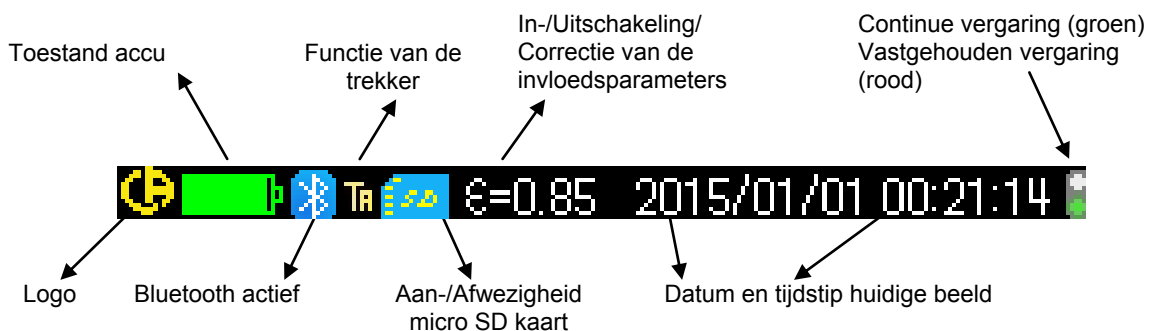 In-/Uitschakeling/
Correctie van de
invloedsparameters
Continue vergaring (groen)
Vastgehouden vergaring
(rood)
Toestand accu
Functie van de
trekker
TA SD ε=0.85 2015/01/01 00:21:14
Logo
Bluetooth actief
Aan-/Afwezigheid
micro SD kaart
Datum en tijdstip huidige beeld